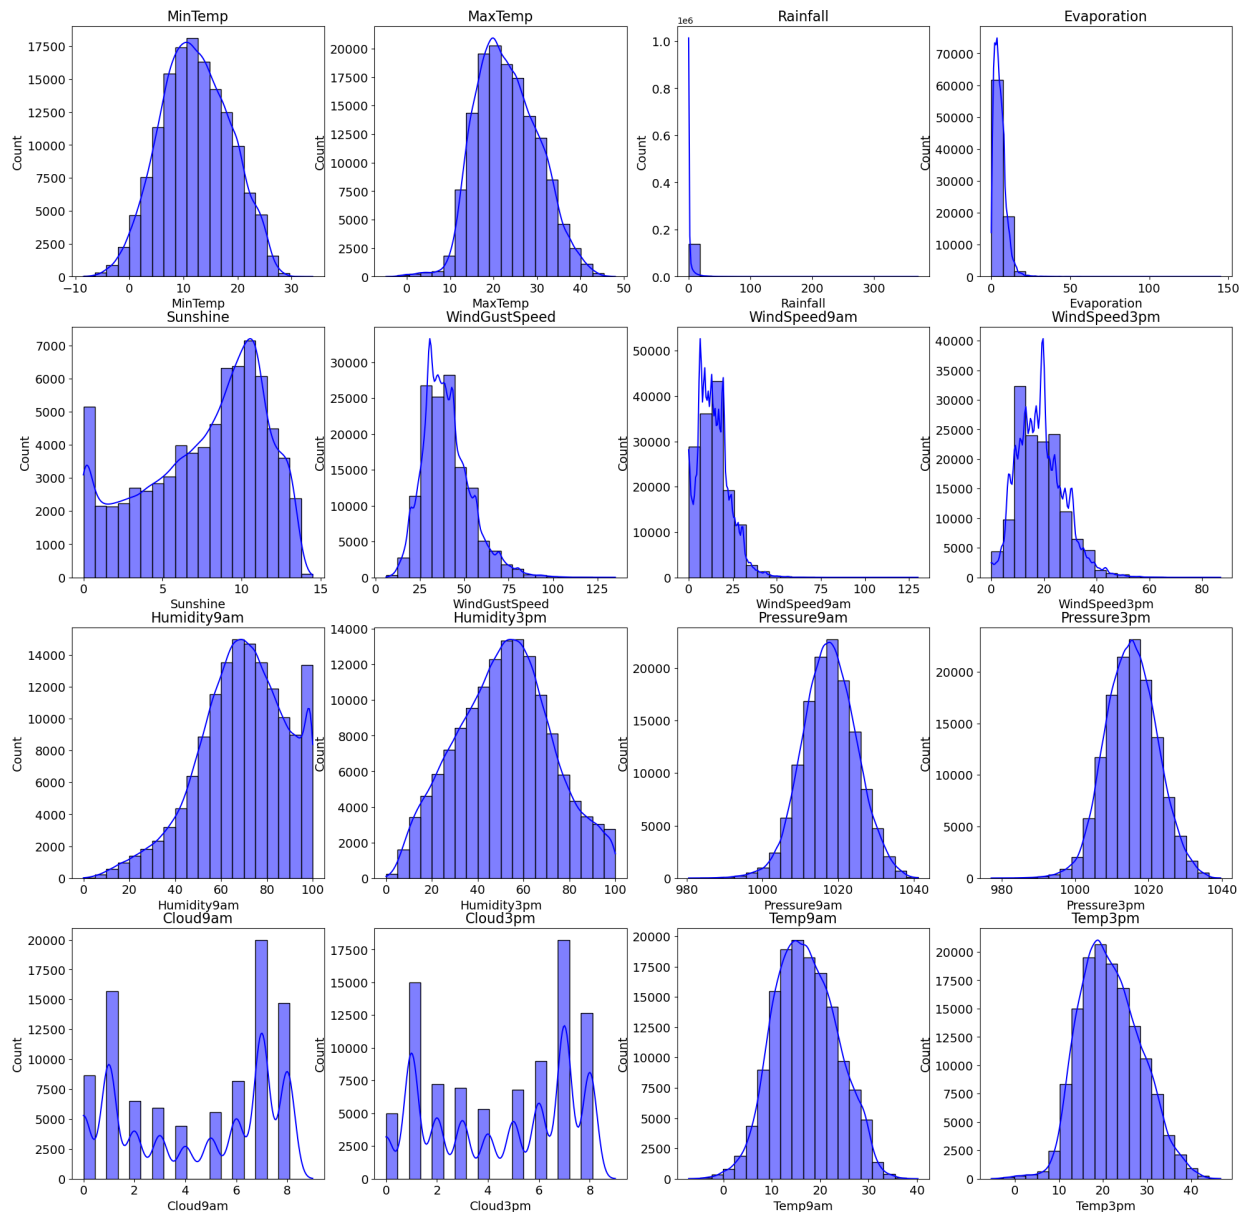 MinTemp
17500
15000
12500
10000
7500
5000
2500
0
Count
−10 0 10 20 30
MinTemp
MaxTemp
20000
17500
15000
12500
10000
7500
5000
2500
0
Count
0 10 20 30 40 50
MaxTemp
Rainfall
1e6
1.0
0.8
0.6
0.4
0.2
0.0
Count
0 100 200 300
Rainfall
Evaporation
70000
60000
50000
40000
30000
20000
10000
0
Count
0 50 100 150
Evaporation
Sunshine
7000
6000
5000
4000
3000
2000
1000
0
Count
0 5 10 15
Sunshine
WindGustSpeed
30000
25000
20000
15000
10000
5000
0
Count
0 25 50 75 100 125
WindGustSpeed
WindSpeed9am
50000
40000
30000
20000
10000
0
Count
0 25 50 75 100 125
WindSpeed9am
WindSpeed3pm
40000
35000
30000
25000
20000
15000
10000
5000
0
Count
0 20 40 60 80
WindSpeed3pm
Humidity9am
14000
12000
10000
8000
6000
4000
2000
0
Count
0 20 40 60 80 100
Humidity9am
Humidity3pm
14000
12000
10000
8000
6000
4000
2000
0
Count
0 20 40 60 80 100
Humidity3pm
Pressure9am
20000
15000
10000
5000
0
Count
980 1000 1020 1040
Pressure9am
Pressure3pm
20000
15000
10000
5000
0
Count
980 1000 1020 1040
Pressure3pm
Cloud9am
20000
17500
15000
12500
10000
7500
5000
2500
0
Count
0 2 4 6 8
Cloud9am
Cloud3pm
17500
15000
12500
10000
7500
5000
2500
0
Count
0 2 4 6 8
Cloud3pm
Temp9am
20000
17500
15000
12500
10000
7500
5000
2500
0
Count
0 10 20 30 40
Temp9am
Temp3pm
20000
17500
15000
12500
10000
7500
5000
2500
0
Count
0 10 20 30 40
Temp3pm